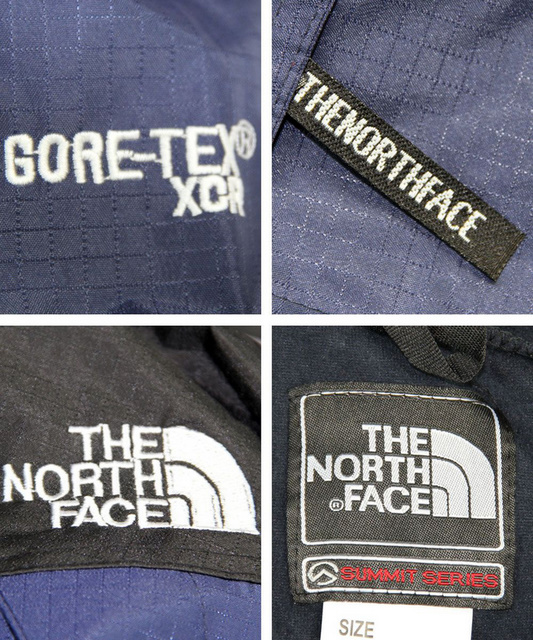 GORE-TEX®
XCR
THENORTHFACE
THE
NORTH
FACE
THE
NORTH
®FACE
SUMMIT SERIES
SIZE